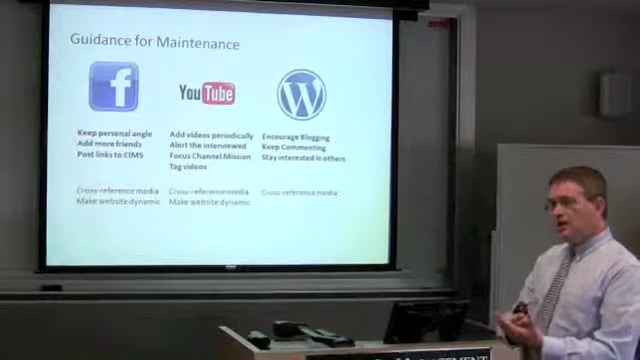 Guidance for Maintenance
f
YouTube
W
Keep personal angle
Add more friends
Post links to CIMS
Add videos periodically
Alert the interviewed
Focus Channel Mission
Tag videos
Encourage Blogging
Keep Commenting
Stay interested in others
Cross-reference media
Make website dynamic
Cross-reference media
Make website dynamic
Cross-reference media
MANAGEMENT